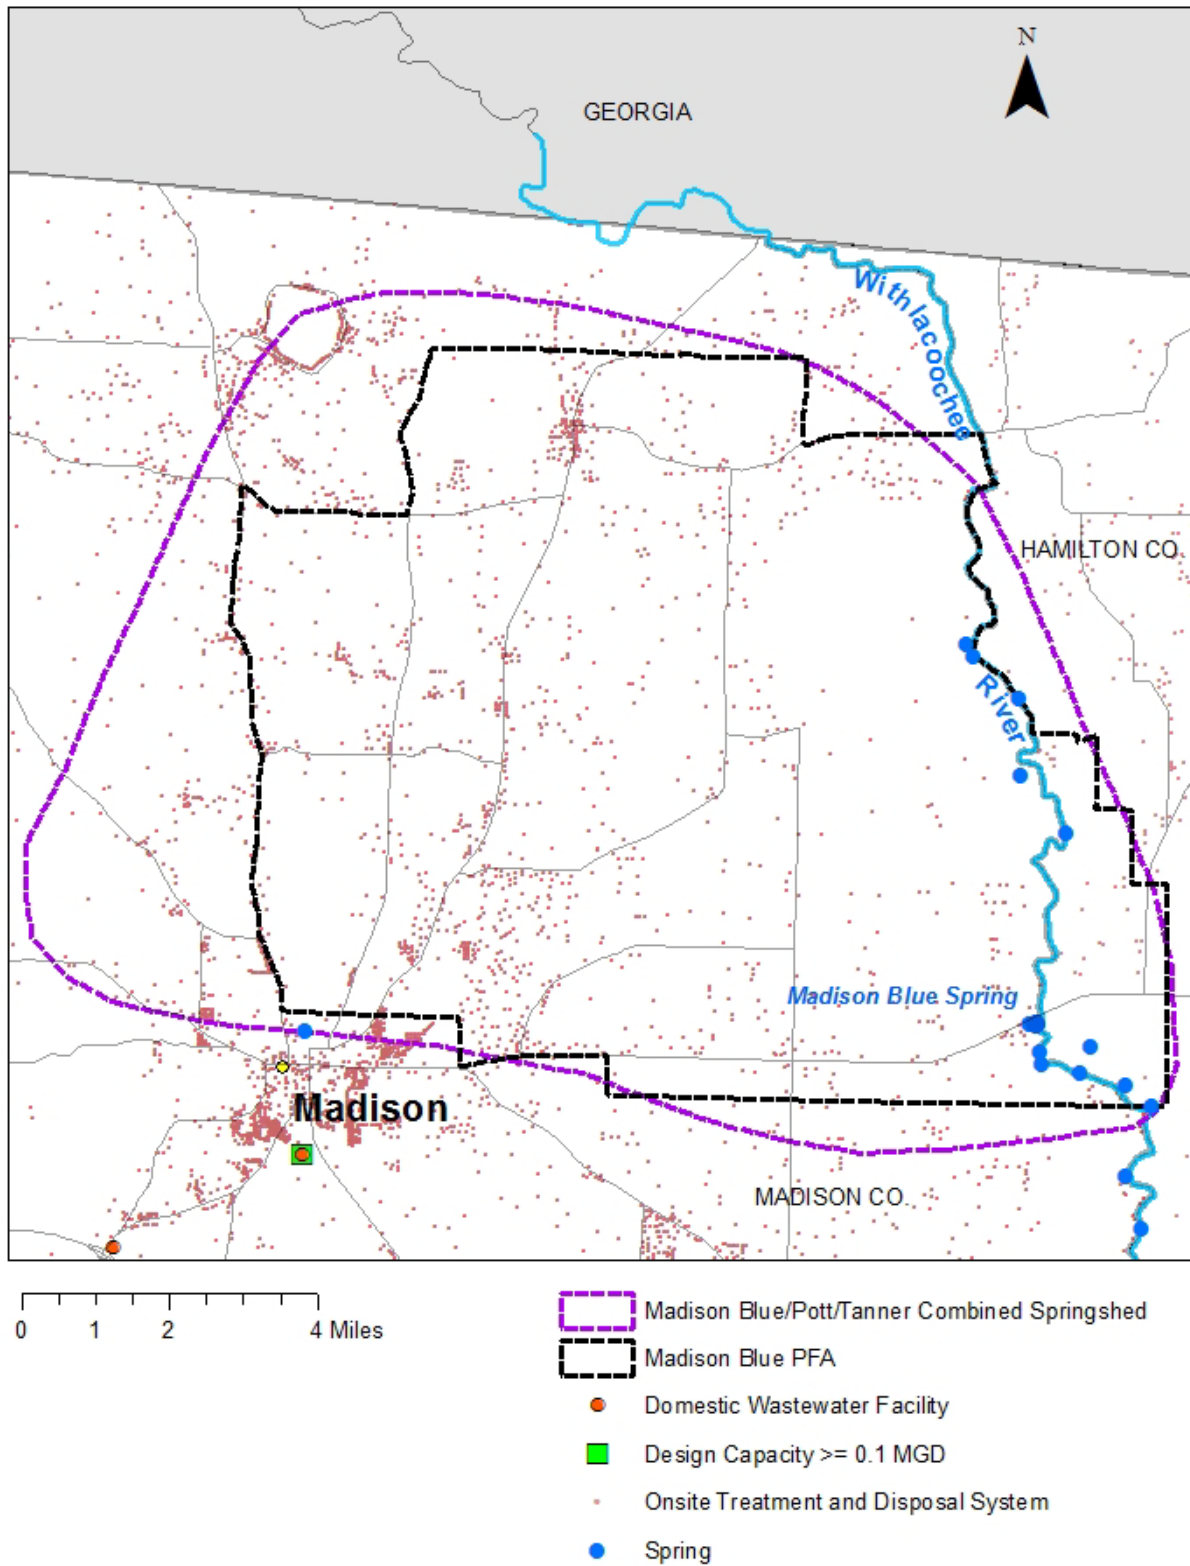 N
GEORGIA
Withlacoochee
HAMILTON CO.
River
Madison Blue Spring
Madison
MADISON CO.
0 1 2 4 Miles
Madison Blue/Pott/Tanner Combined Springshed
Madison Blue PFA
Domestic Wastewater Facility
Design Capacity >= 0.1 MGD
Onsite Treatment and Disposal System
Spring